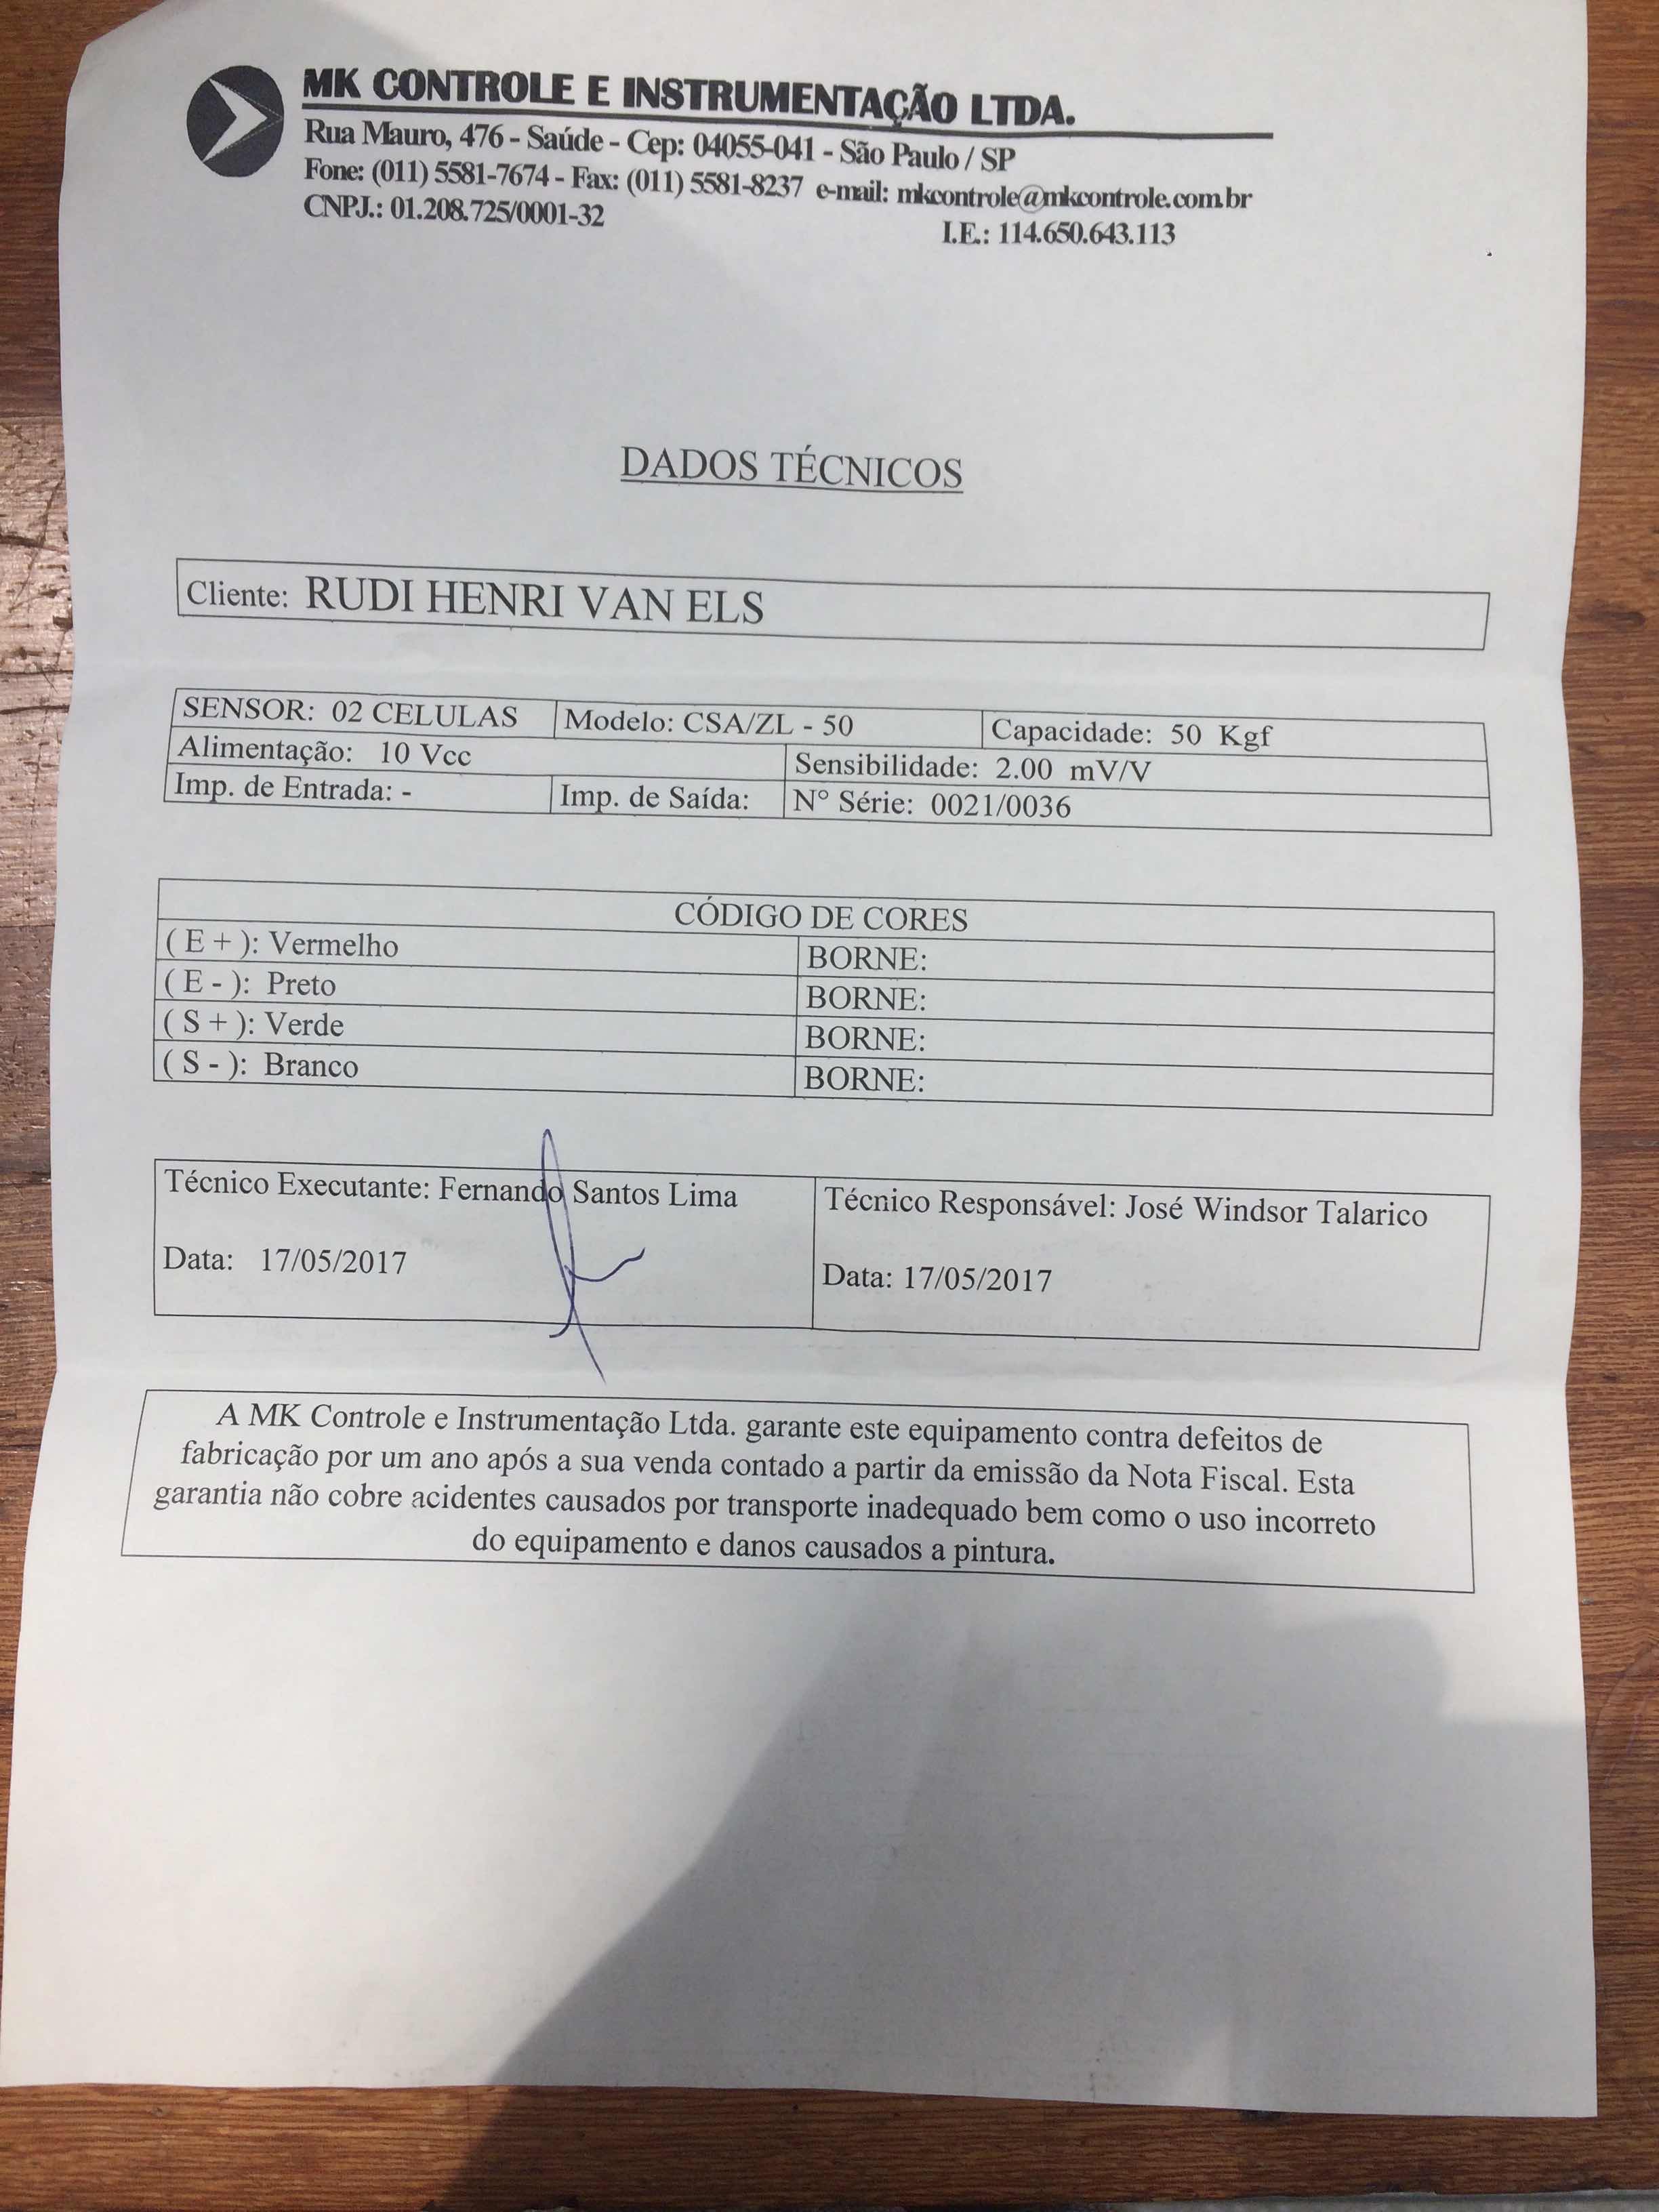 MK CONTROLE E INSTRUMENTAÇÃO LTDA.
Rua Mauro, 476 - Saúde - Cep: 04055-041 - São Paulo / SP
Fone: (011) 5581-7674 - Fax: (011) 5581-8237 e-mail: mkcontrole@mkcontrole.com.br
CNPJ.: 01.208.725/0001-32 I.E.: 114.650.643.113
DADOS TÉCNICOS
Cliente: RUDI HENRI VAN ELS
SENSOR: 02 CELULAS Modelo: CSA/ZL - 50 Capacidade: 50 Kgf
Alimentação: 10 Vcc Sensibilidade: 2.00 mV/V
Imp. de Entrada: - Imp. de Saída: N° Série: 0021/0036
CÓDIGO DE CORES
( E + ): Vermelho BORNE:
( E - ): Preto BORNE:
( S + ): Verde BORNE:
( S - ): Branco BORNE:
Técnico Executante: Fernando Santos Lima Técnico Responsável: José Windsor Talarico
Data: 17/05/2017 Data: 17/05/2017
A MK Controle e Instrumentação Ltda. garante este equipamento contra defeitos de
fabricação por um ano após a sua venda contado a partir da emissão da Nota Fiscal. Esta
garantia não cobre acidentes causados por transporte inadequado bem como o uso incorreto
do equipamento e danos causados a pintura.